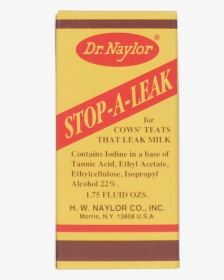 Dr. Naylor®
STOP-A-LEAK
for
COWS' TEATS
THAT LEAK MILK
Contains Iodine in a base of
Tannic Acid, Ethyl Acetate,
Ethylcellulose, Isopropyl
Alcohol 22%.
1.75 FLUID OZS.
H. W. NAYLOR CO., INC.
Morris, N.Y. 13808 U.S.A.